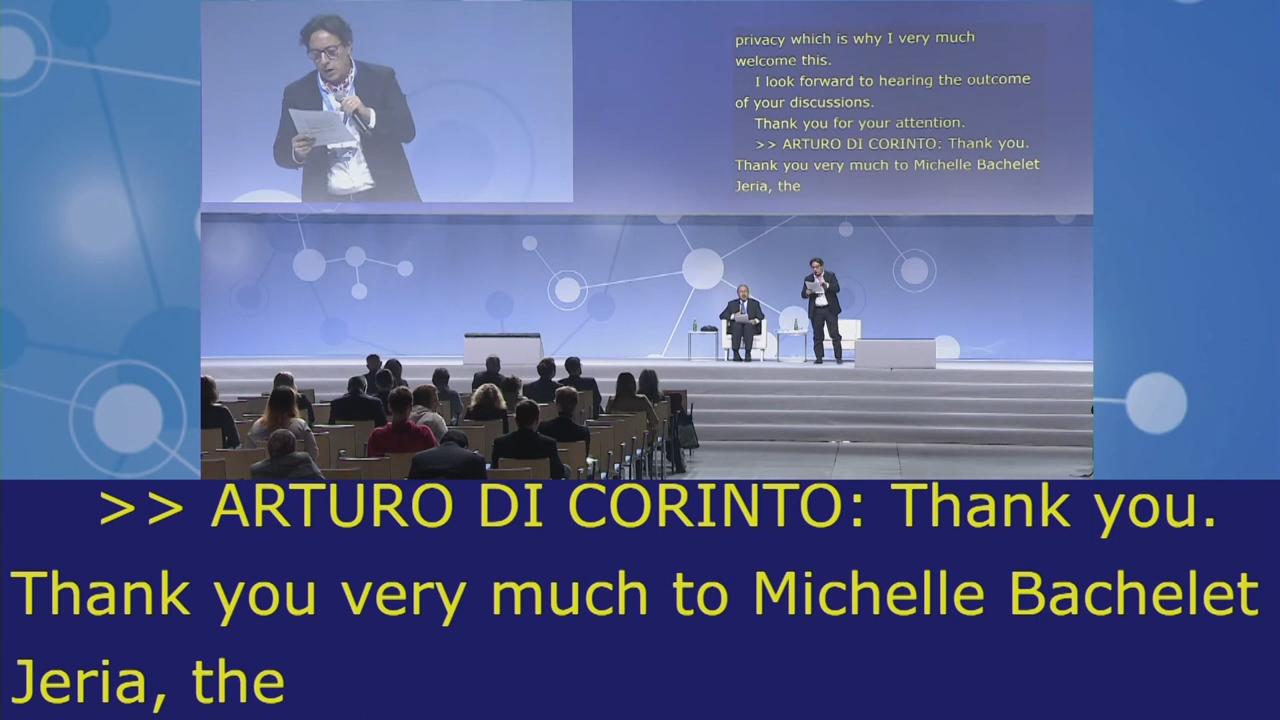 privacy which is why I very much
welcome this.
I look forward to hearing the outcome
of your discussions.
Thank you for your attention.
>> ARTURO DI CORINTO: Thank you.
Thank you very much to Michelle Bachelet
Jeria, the
>> ARTURO DI CORINTO: Thank you.
Thank you very much to Michelle Bachelet
Jeria, the